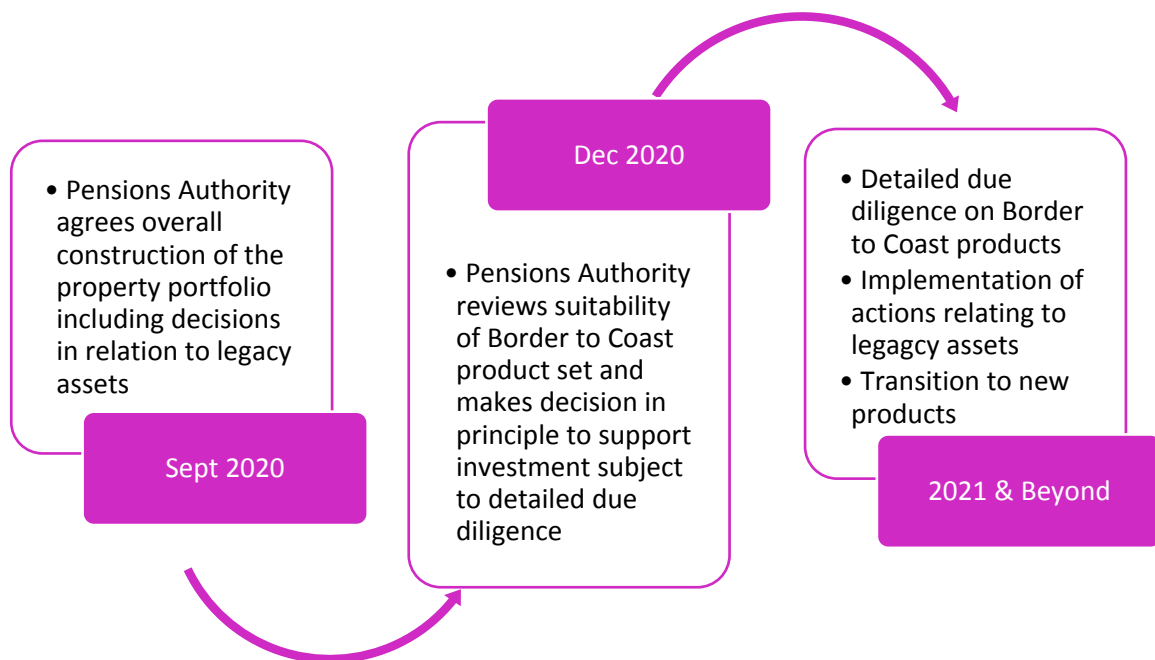 • Pensions Authority
agrees overall
construction of the
property portfolio
including decisions
in relation to legacy
assets
Sept 2020
Dec 2020
• Pensions Authority
reviews suitability
of Border to Coast
product set and
makes decision in
principle to support
investment subject
to detailed due
diligence
• Detailed due
diligence on Border
to Coast products
• Implementation of
actions relating to
legagcy assets
• Transition to new
products
2021 & Beyond